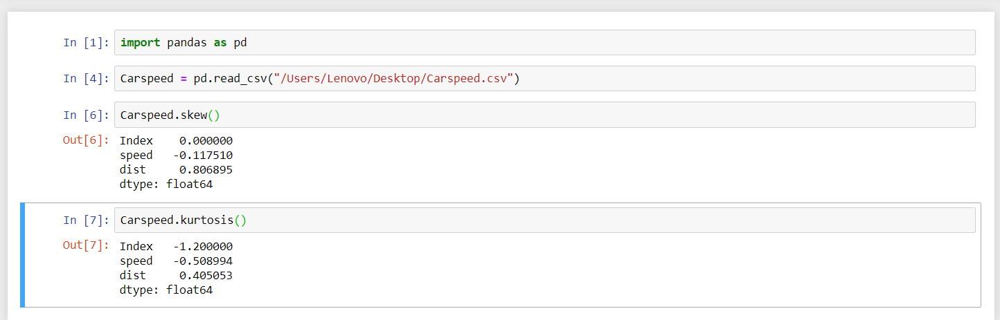 In [1]: import pandas as pd
In [4]: Carspeed = pd.read_csv("/Users/Lenovo/Desktop/Carspeed.csv")
In [6]: Carspeed.skew()
Out[6]: Index    0.000000
speed   -0.117510
dist     0.806895
dtype: float64
In [7]: Carspeed.kurtosis()
Out[7]: Index   -1.200000
speed   -0.508994
dist     0.405053
dtype: float64